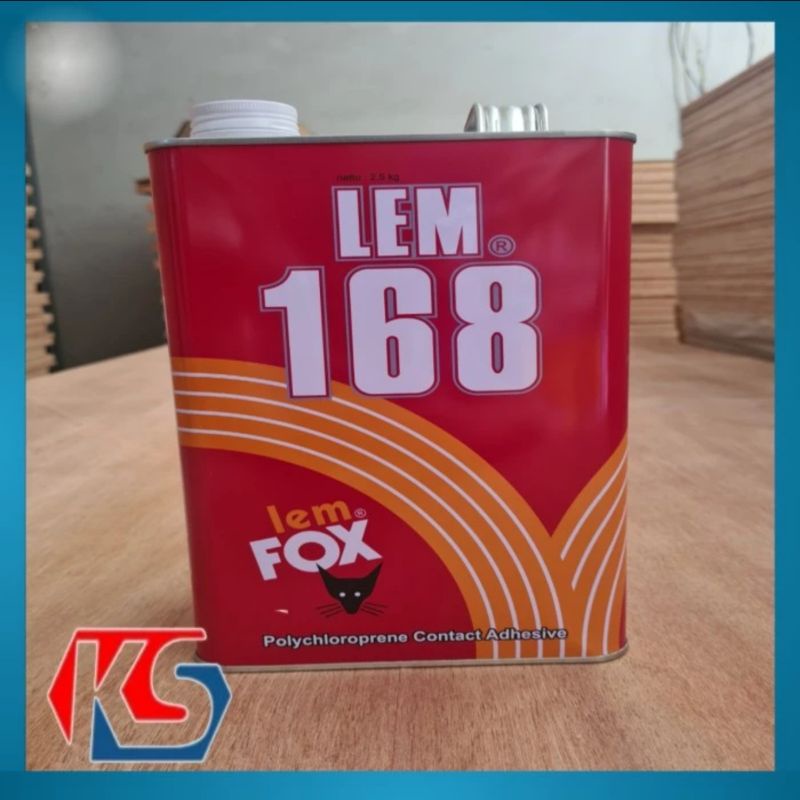 netto : 2,5 kg
LEM®
168
lem®
FOX
Polychloroprene Contact Adhesive
KS